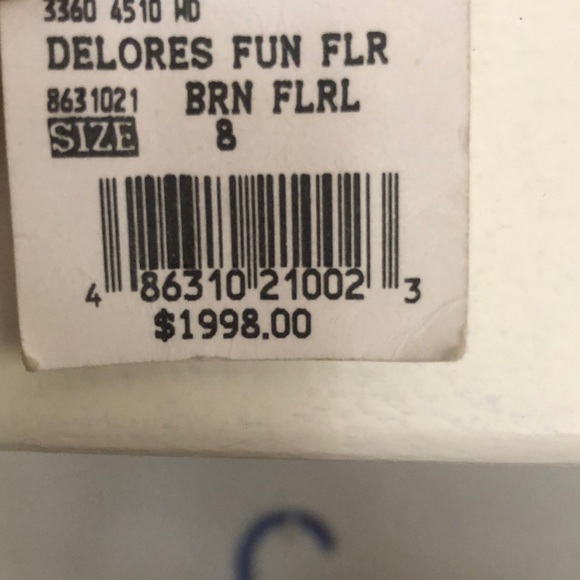 3360 4510 WD
DELORES FUN FLR
8631021 BRN FLRL
SIZE 8
4 86310 21002 3
$1998.00